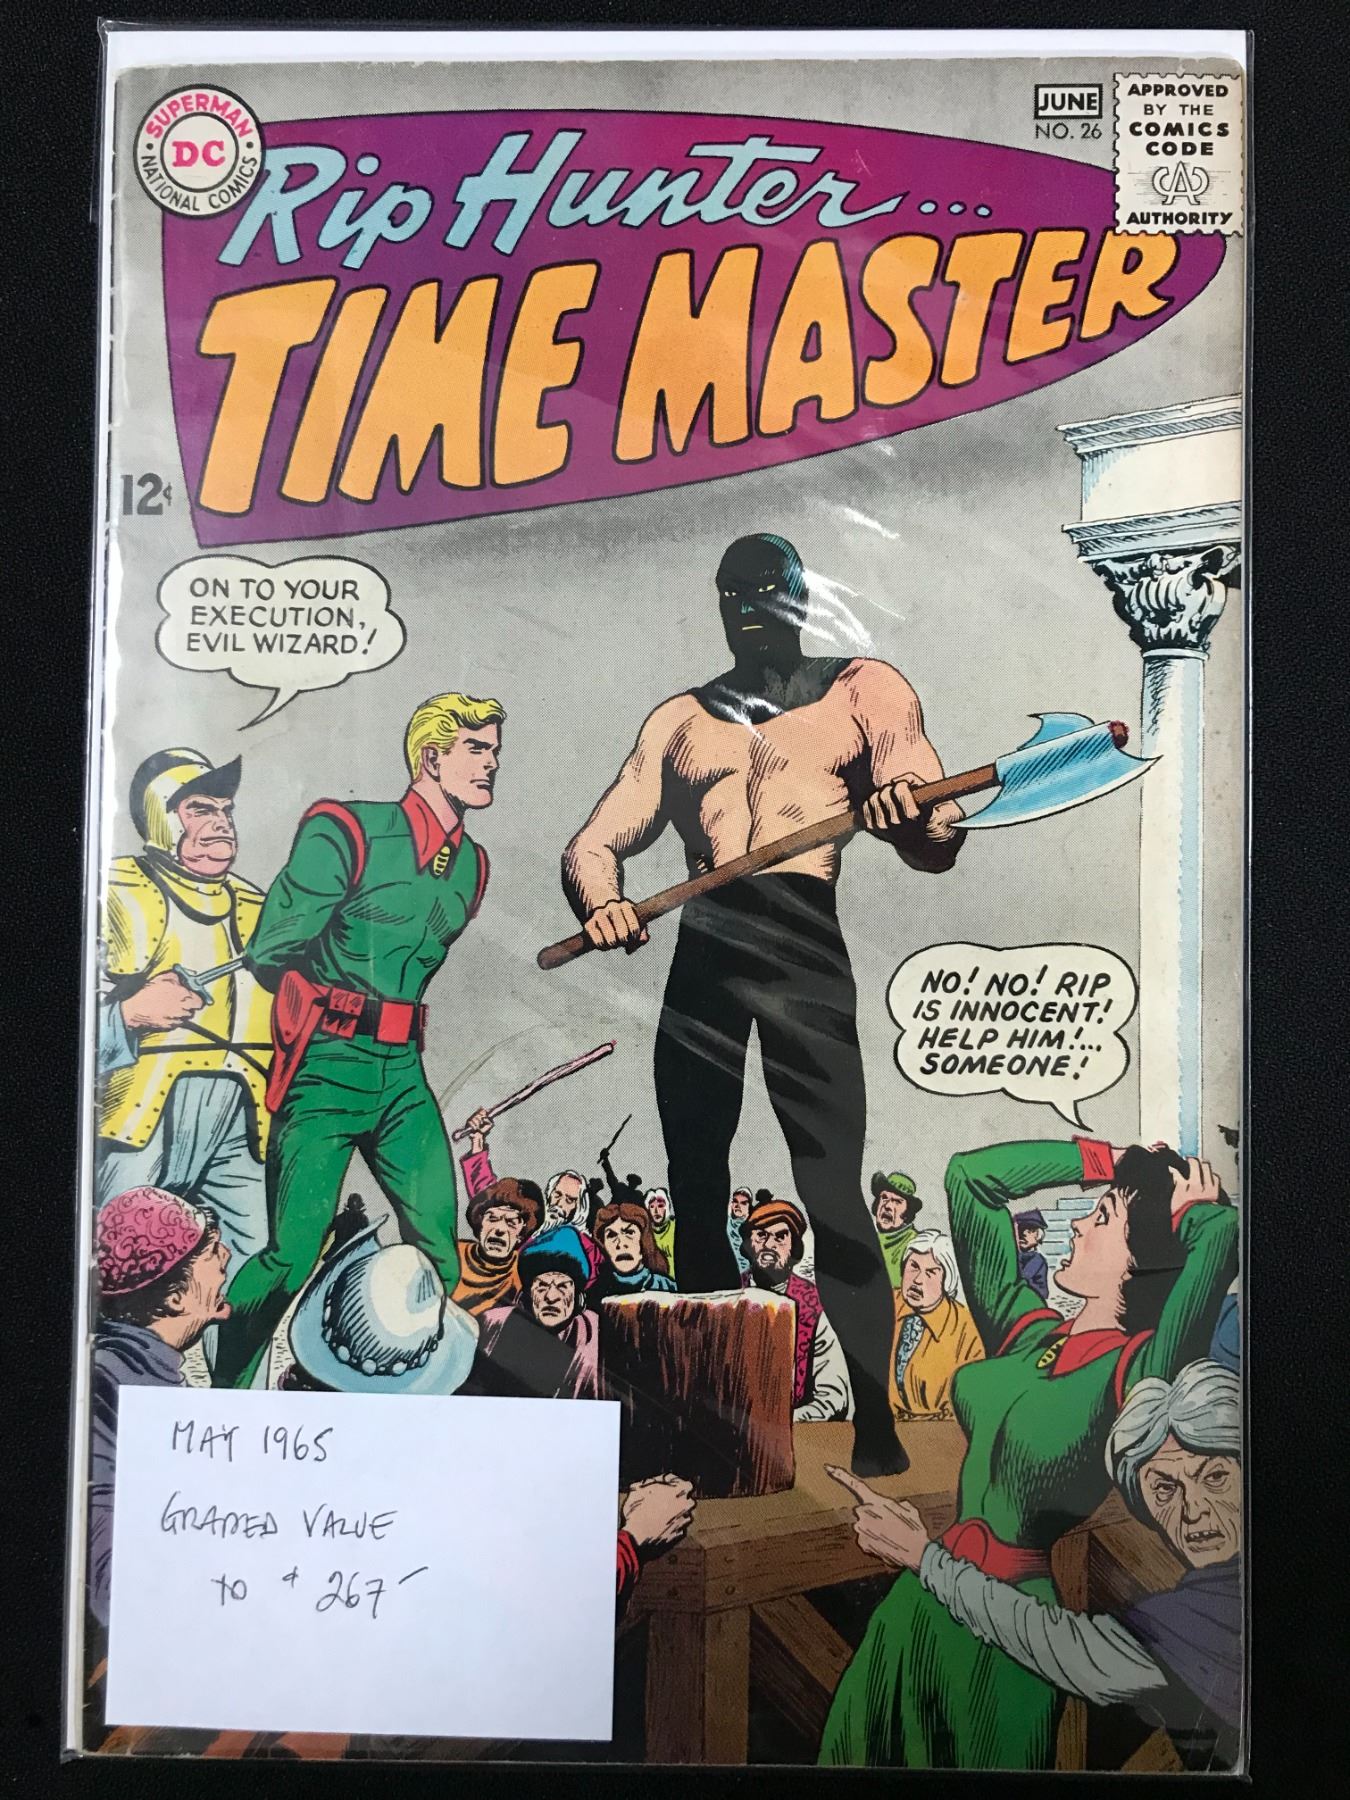 SUPERMAN
DC
NATIONAL COMICS
JUNE
NO. 26
APPROVED
BY THE
COMICS
CODE
CA
AUTHORITY
Rip Hunter...
TIME MASTER
12¢
ON TO YOUR
EXECUTION,
EVIL WIZARD!
NO! NO! RIP
IS INNOCENT!
HELP HIM!...
SOMEONE!
MAY 1965
GRADED VALUE
TO $ 267-